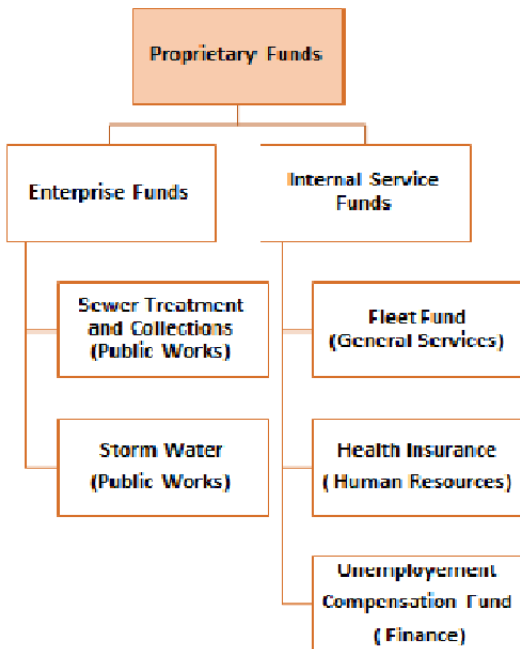 Proprietary Funds
Enterprise Funds
Internal Service
Funds
Sewer Treatment
and Collections
(Public Works)
Fleet Fund
(General Services)
Storm Water
(Public Works)
Health Insurance
( Human Resources)
Unemployement
Compensation Fund
( Finance)